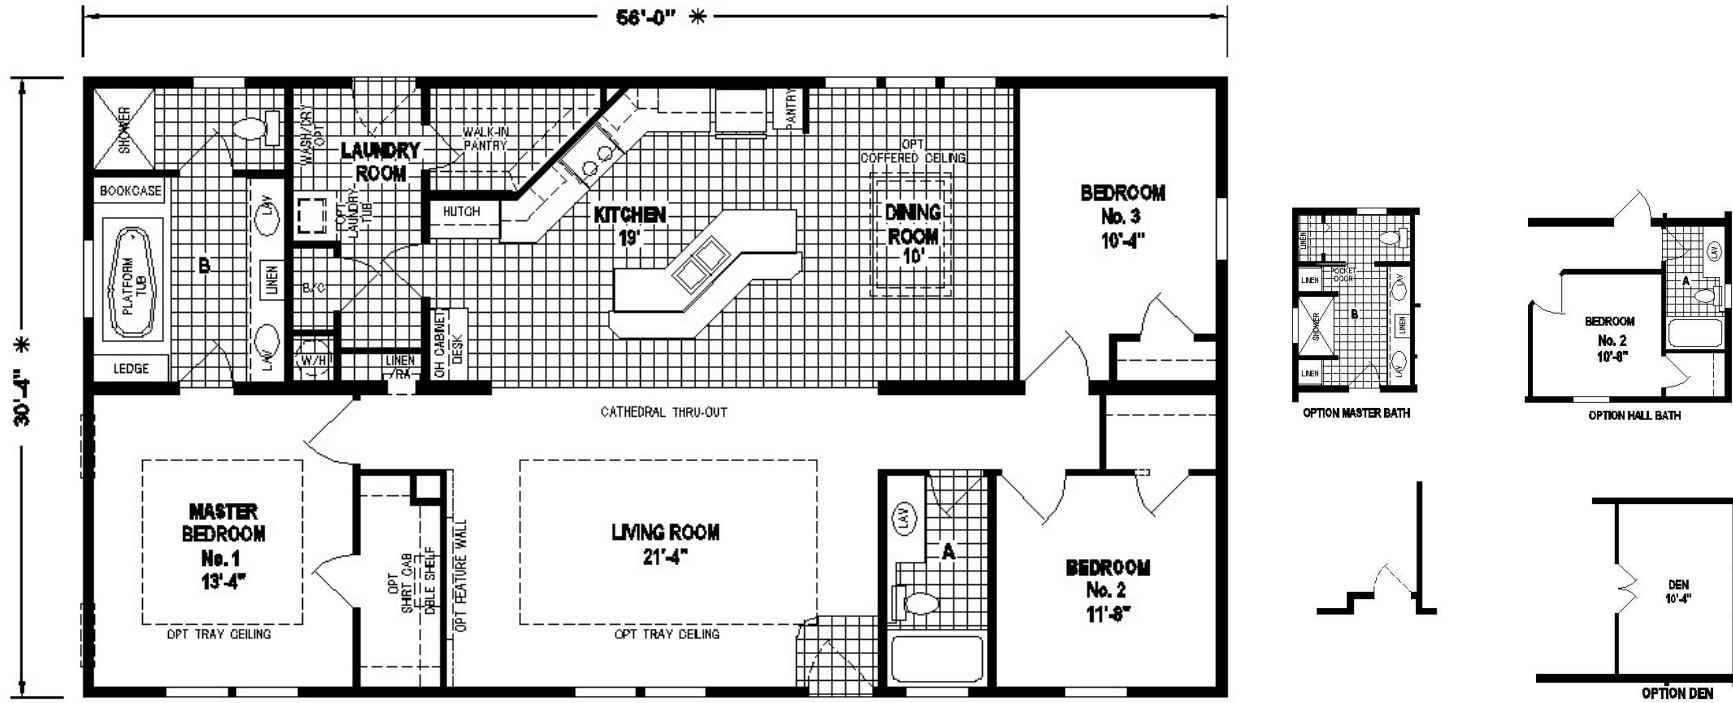 56'-0" *
30'-4" *
SHOWER
BOOKCASE
PLATFORM
TUB
LEDGE
B
LAV
LINEN
LAV
WASH/DRY
OPT
LAUNDRY
ROOM
OPT
LAUNDRY
TUB
W/H
LINEN
WALK-IN
PANTRY
HUTCH
OH CABINET
DESK
KITCHEN
19'
PANTRY
OPT
COFFERED CEILING
DINING
ROOM
10'
BEDROOM
No. 3
10'-4"
CATHEDRAL THRU-OUT
MASTER
BEDROOM
No. 1
13'-4"
OPT TRAY CEILING
OPT
SHIRT CAB
DBLE SHELF
OPT FEATURE WALL
LIVING ROOM
21'-4"
OPT TRAY CEILING
LAV
A
BEDROOM
No. 2
11'-8"
LINEN
LINEN
POCKET
DOOR
SHOWER
B
LAV
LINEN
LAV
LINEN
OPTION MASTER BATH
LAV
A
BEDROOM
No. 2
10'-8"
OPTION HALL BATH
DEN
10'-4"
OPTION DEN